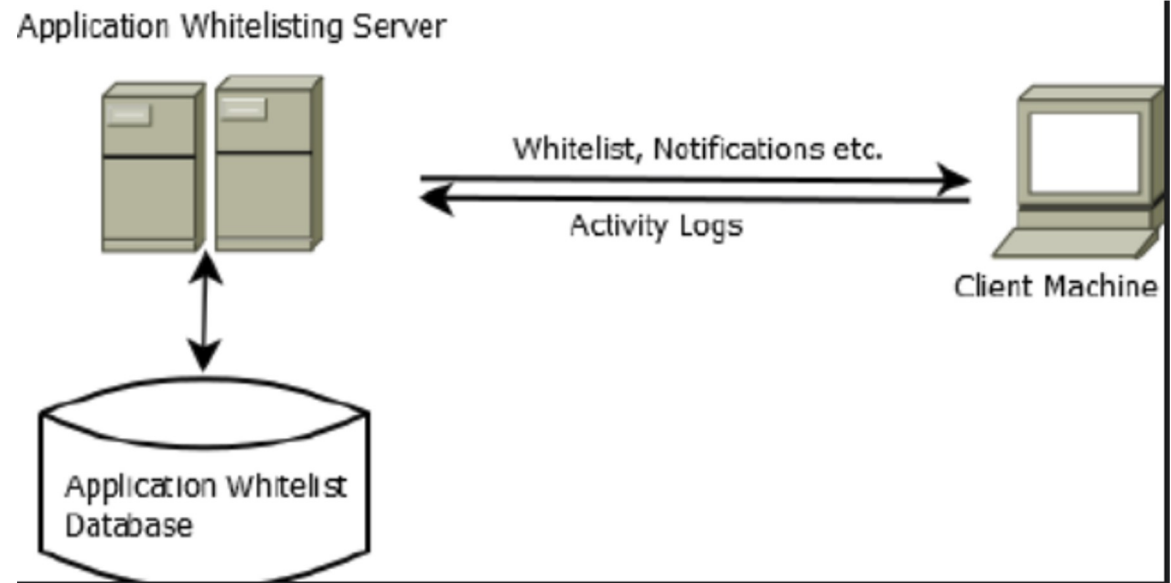 Application Whitelisting Server
Whitelist, Notifications etc.
Activity Logs
Client Machine
Application Whitelist
Database